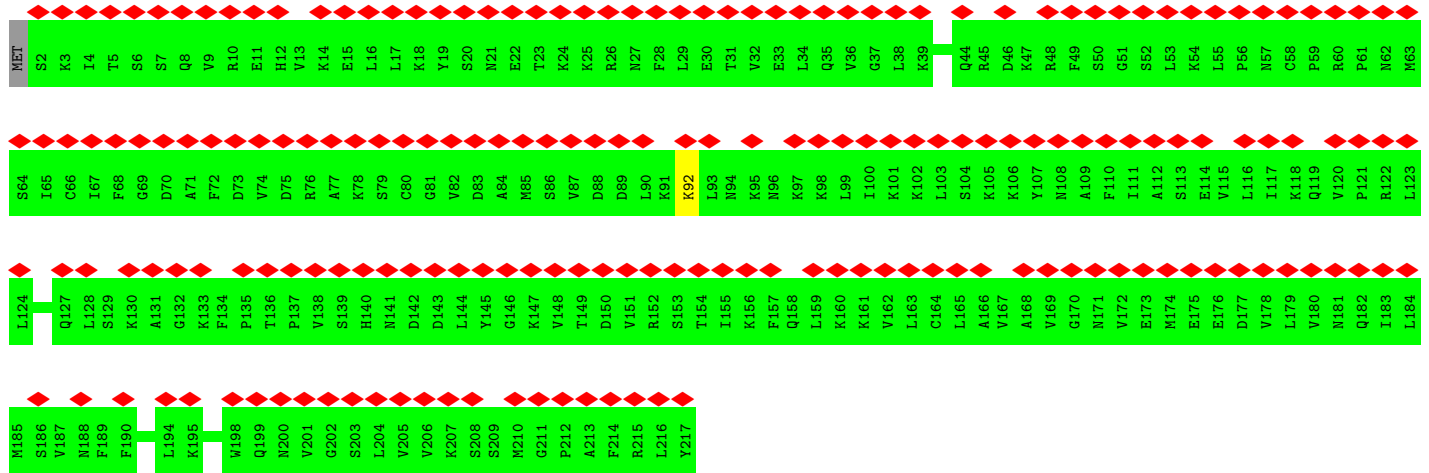 MET S2 K3 I4 T5 S6 S7 Q8 V9 R10 E11 H12 V13 K14 E15 L16 L17 K18 Y19 S20 N21 E22 T23 K24 K25 R26 N27 F28 L29 E30 T31 V32 E33 L34 Q35 V36 G37 L38 K39 Q44 R45 D46 K47 R48 F49 S50 G51 S52 L53 K54 L55 P56 N57 C58 P59 R60 P61 N62 M63
S64 I65 C66 I67 F68 G69 D70 A71 F72 D73 V74 D75 R76 A77 K78 S79 C80 G81 V82 D83 A84 M85 S86 V87 D88 D89 L90 K91 K92 L93 N94 K95 N96 K97 K98 L99 I100 K101 K102 L103 S104 K105 K106 Y107 N108 A109 F110 I111 A112 S113 E114 V115 L116 I117 K118 Q119 V120 P121 R122 L123
L124 Q127 L128 S129 K130 A131 G132 K133 F134 P135 T136 P137 V138 S139 H140 N141 D142 D143 L144 Y145 G146 K147 V148 T149 D150 V151 R152 S153 T154 I155 K156 F157 Q158 L159 K160 K161 V162 L163 C164 L165 A166 V167 A168 V169 G170 N171 V172 E173 M174 E175 E176 D177 V178 L179 V180 N181 Q182 I183 L184
M185 S186 V187 N188 F189 F190 L194 K195 W198 Q199 N200 V201 G202 S203 L204 V205 V206 K207 S208 S209 M210 G211 P212 A213 F214 R215 L216 Y217